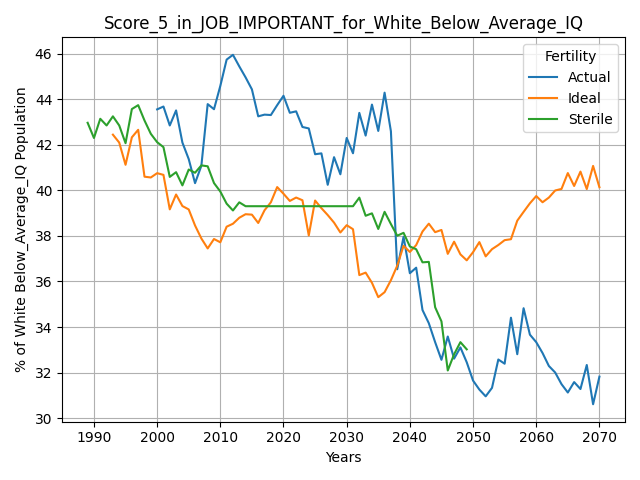 Score_5_in_JOB_IMPORTANT_for_White_Below_Average_IQ
% of White Below_Average_IQ Population
46
44
42
40
38
36
34
32
30
Fertility
Actual
Ideal
Sterile
1990 2000 2010 2020 2030 2040 2050 2060 2070
Years